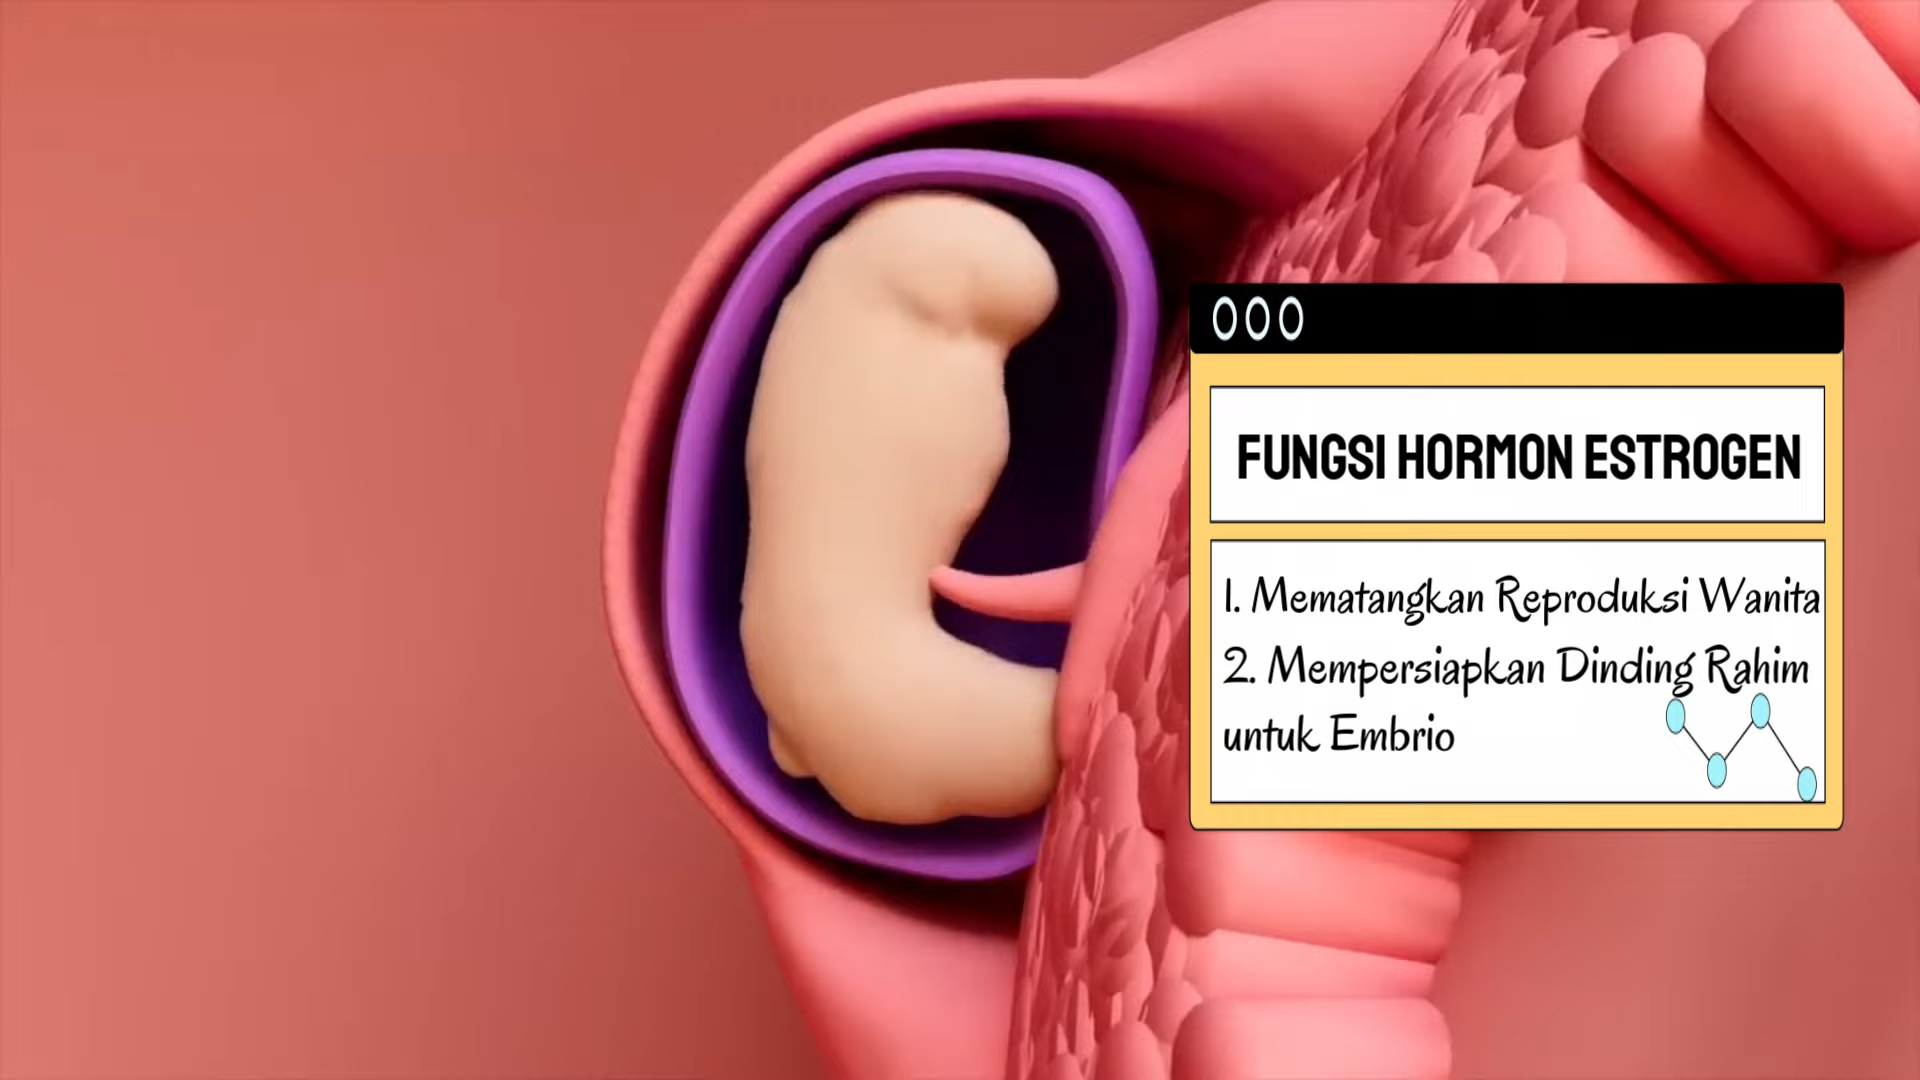 FUNGSI HORMON ESTROGEN
1. Mematangkan Reproduksi Wanita
2. Mempersiapkan Dinding Rahim
untuk Embrio